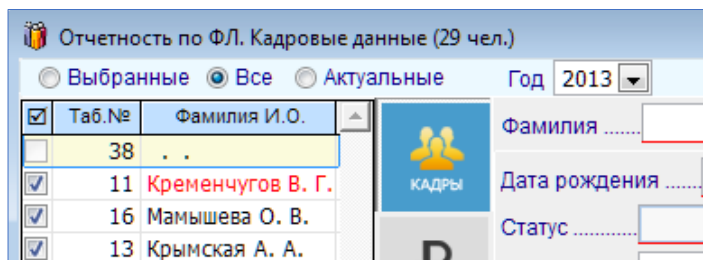 Отчетность по ФЛ. Кадровые данные (29 чел.)
Выбранные Все Актуальные Год 2013
Таб.№ Фамилия И.О.
38 . .
11 Кременчугов В. Г.
16 Мамышева О. В.
13 Крымская А. А.
КАДРЫ
Фамилия .......
Дата рождения .......
Статус ............